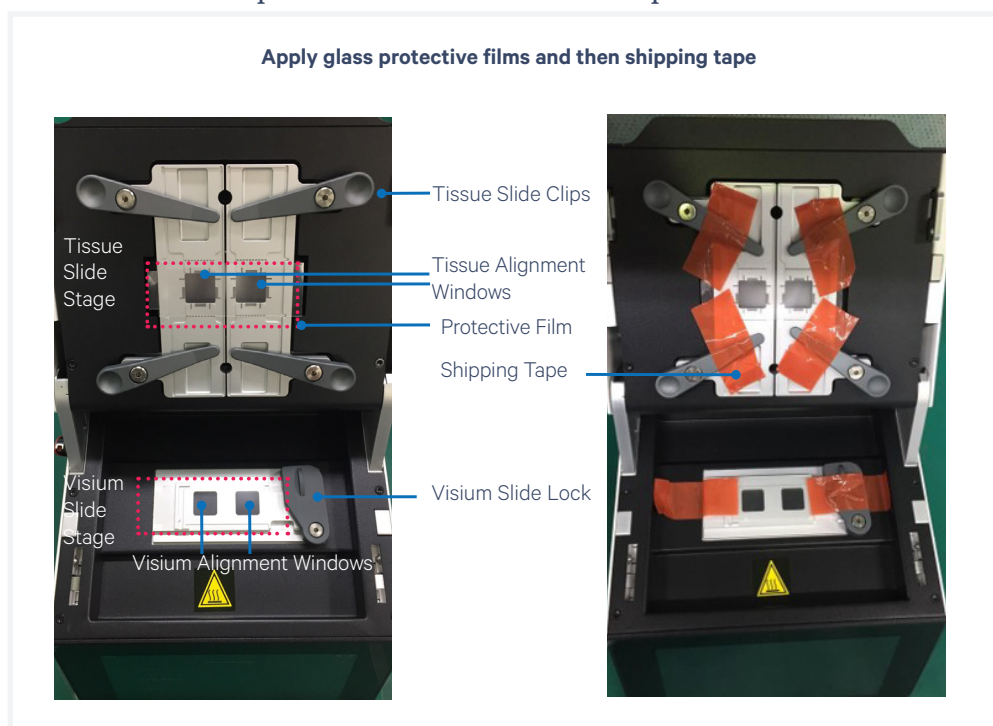 Apply glass protective films and then shipping tape
Tissue Slide Clips
Tissue
Slide
Stage
Tissue Alignment
Windows
Protective Film
Shipping Tape
Visium
Slide
Stage
Visium Slide Lock
Visium Alignment Windows